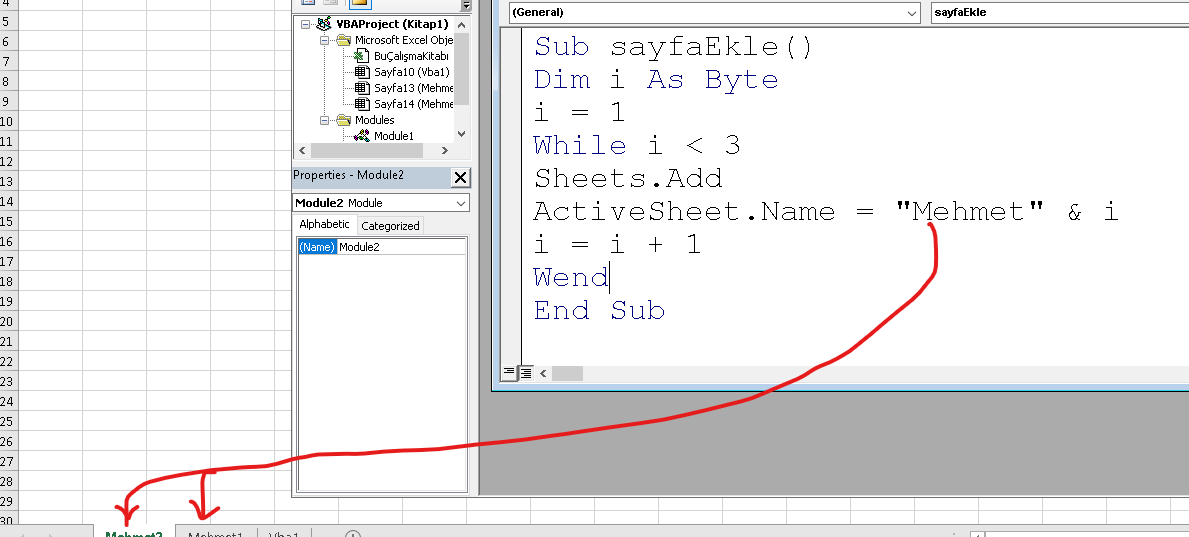 4
5
6
7
8
9
10
11
12
13
14
15
16
17
18
19
20
21
22
23
24
25
26
27
28
29
30
VBAProject (Kitap1)
Microsoft Excel Obje
BuÇalışmaKitabı
Sayfa10 (Vba1)
Sayfa13 (Mehme
Sayfa14 (Mehme
Modules
Module1
Properties - Module2
Module2 Module
Alphabetic Categorized
(Name) Module2
(General) sayfaEkle
Sub sayfaEkle()
Dim i As Byte
i = 1
While i < 3
Sheets.Add
ActiveSheet.Name = "Mehmet" & i
i = i + 1
Wend
End Sub
Mehmet2 Mehmet1 Vba1